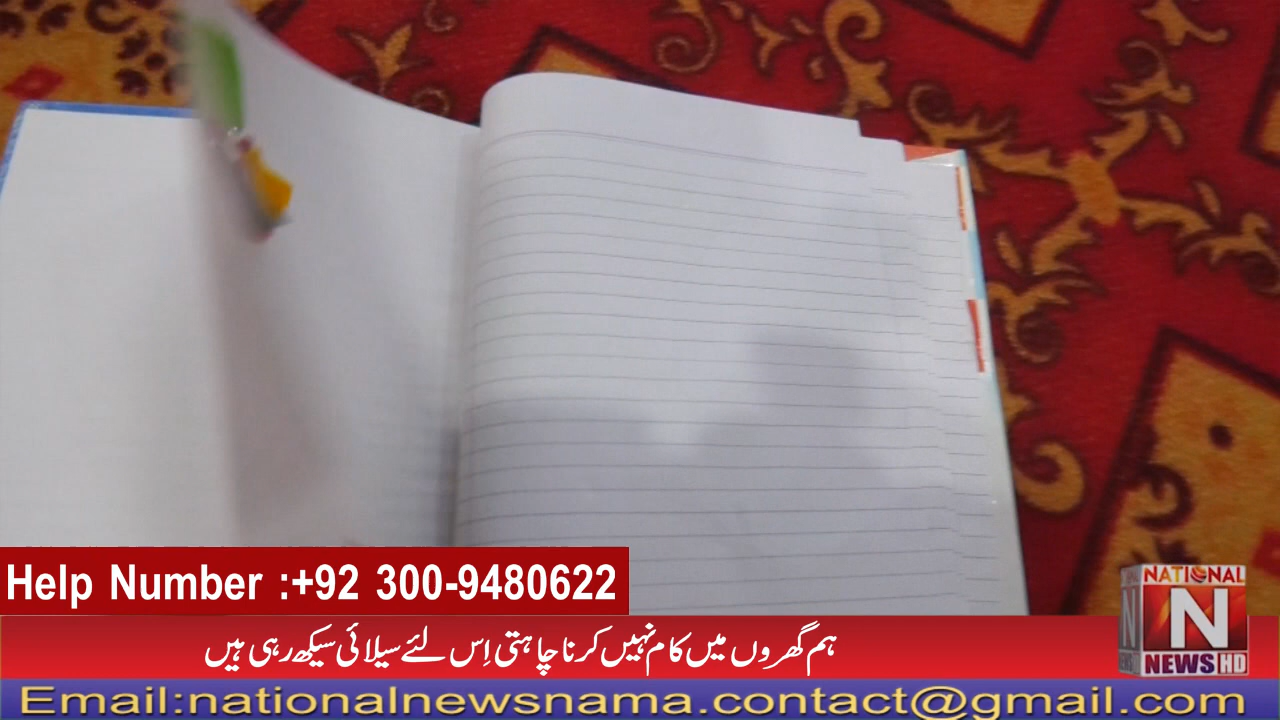 Help Number :+92 300-9480622
ہم گھروں میں کام نہیں کرنا چاہتی اِس لئے سیلائی سیکھ رہی ہیں
NATIONAL
N
NEWS HD
Email:nationalnewsnama.contact@gmail.com